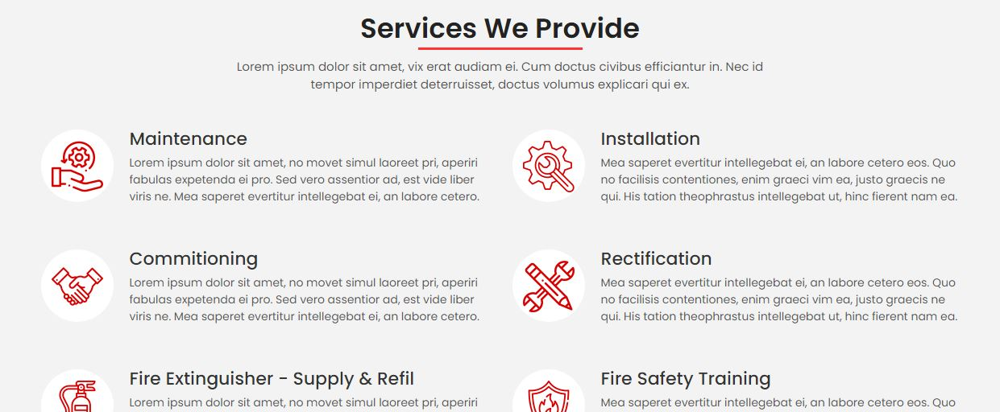 Services We Provide
Lorem ipsum dolor sit amet, vix erat audiam ei. Cum doctus civibus efficiantur in. Nec id
tempor imperdiet deterruisset, doctus volumus explicari qui ex.
Maintenance
Lorem ipsum dolor sit amet, no movet simul laoreet pri, aperiri
fabulas expetenda ei pro. Sed vero assentior ad, est vide liber
viris ne. Mea saperet evertitur intellegebat ei, an labore cetero.
Installation
Mea saperet evertitur intellegebat ei, an labore cetero eos. Quo
no facilisis contentiones, enim graeci vim ea, justo graecis ne
qui. His tation theophrastus intellegebat ut, hinc fierent nam ea.
Commitioning
Lorem ipsum dolor sit amet, no movet simul laoreet pri, aperiri
fabulas expetenda ei pro. Sed vero assentior ad, est vide liber
viris ne. Mea saperet evertitur intellegebat ei, an labore cetero.
Rectification
Mea saperet evertitur intellegebat ei, an labore cetero eos. Quo
no facilisis contentiones, enim graeci vim ea, justo graecis ne
qui. His tation theophrastus intellegebat ut, hinc fierent nam ea.
Fire Extinguisher - Supply & Refil
Lorem ipsum dolor sit amet, no movet simul laoreet pri, aperiri
Fire Safety Training
Mea saperet evertitur intellegebat ei, an labore cetero eos. Quo